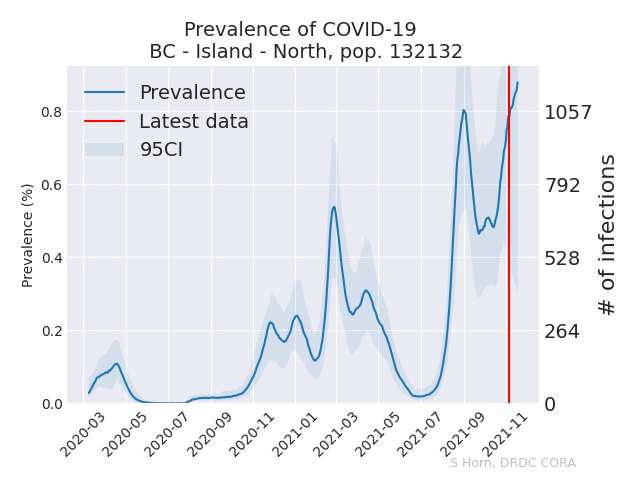 Prevalence of COVID-19
BC - Island - North, pop. 132132
Prevalence
Latest data
95CI
Prevalence (%)
0.8
0.6
0.4
0.2
0.0
1057
792
528
264
0
# of infections
2020-03
2020-05
2020-07
2020-09
2020-11
2021-01
2021-03
2021-05
2021-07
2021-09
2021-11
S Horn, DRDC CORA